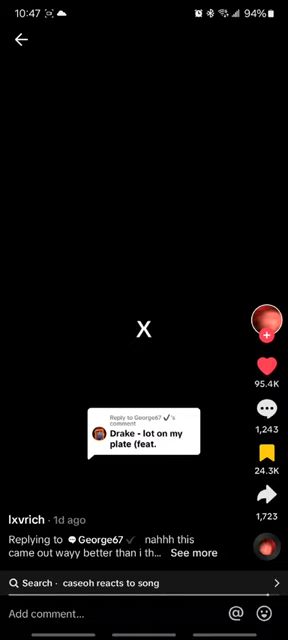 10:47
94%
X
Reply to George67 ✔'s
comment
Drake - lot on my
plate (feat.
95.4K
1,243
24.3K
1,723
lxvrich · 1d ago
Replying to George67 ✔ nahhh this
came out wayy better than i th... See more
Search · caseoh reacts to song
Add comment...